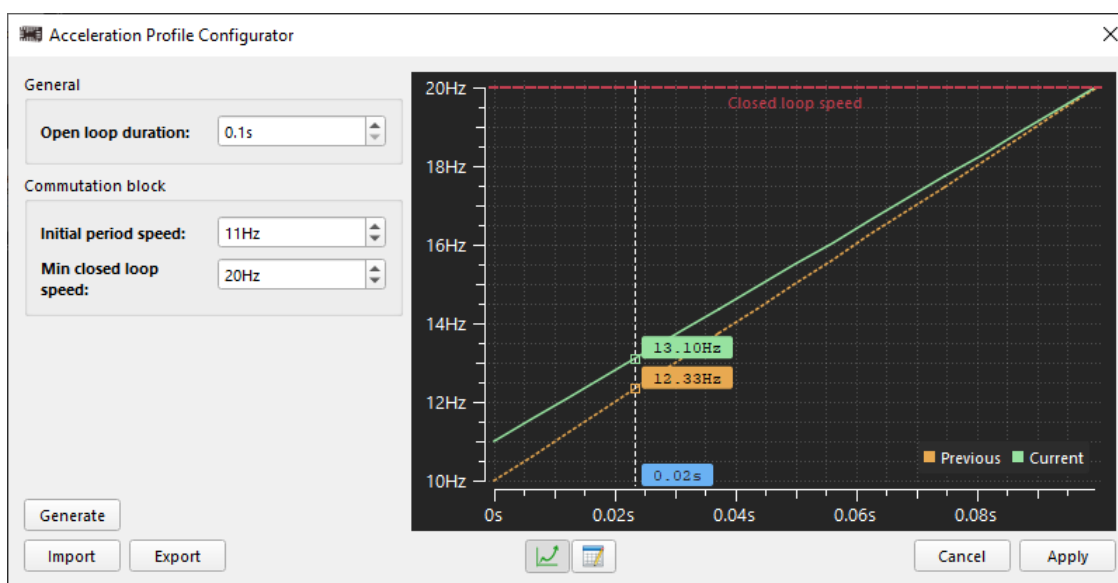 Acceleration Profile Configurator
General
Open loop duration:
0.1s
Commutation block
Initial period speed:
11Hz
Min closed loop
speed:
20Hz
Generate
Import
Export
20Hz
18Hz
16Hz
14Hz
12Hz
10Hz
Closed loop speed
13.10Hz
12.33Hz
0.02s
Previous
Current
0s
0.02s
0.04s
0.06s
0.08s
Cancel
Apply